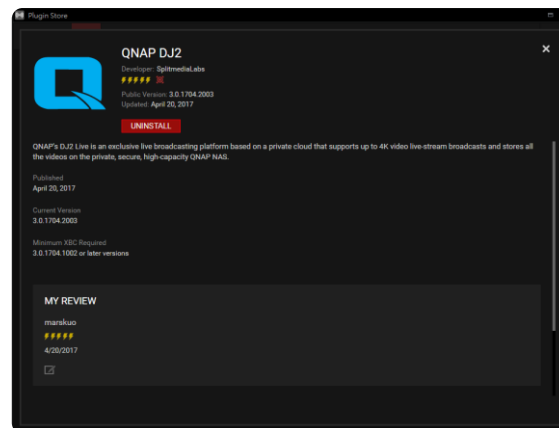 Plugin Store
QNAP DJ2
Developer: SplitmediaLabs
Public Version: 3.0.1704.2003
Updated: April 20, 2017
UNINSTALL
QNAP's DJ2 Live is an exclusive live broadcasting platform based on a private cloud that supports up to 4K video live-stream broadcasts and stores all
the videos on the private, secure, high-capacity QNAP NAS.
Published
April 20, 2017
Current Version
3.0.1704.2003
Minimum XBC Required
3.0.1704.1002 or later versions
MY REVIEW
marskuo
4/20/2017